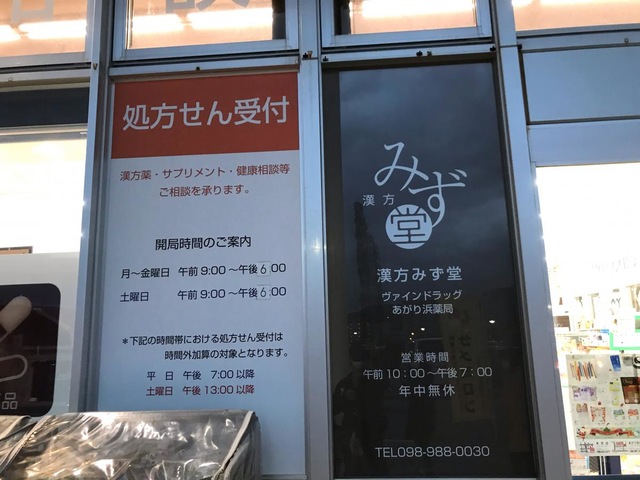 処方せん受付
漢方薬・サプリメント・健康相談等
ご相談を承ります。
開局時間のご案内
月～金曜日 午前 9:00 ～午後 6:00
土曜日 午前 9:00 ～午後 6:00
＊下記の時間帯における処方せん受付は
時間外加算の対象となります。
平 日 午後 7:00 以降
土曜日 午後 13:00 以降
品
漢方
みず
堂
漢方みず堂
ヴァインドラッグ
あがり浜薬局
営業時間
午前 10：00 ～午後 7：00
年中無休
TEL098-988-0030